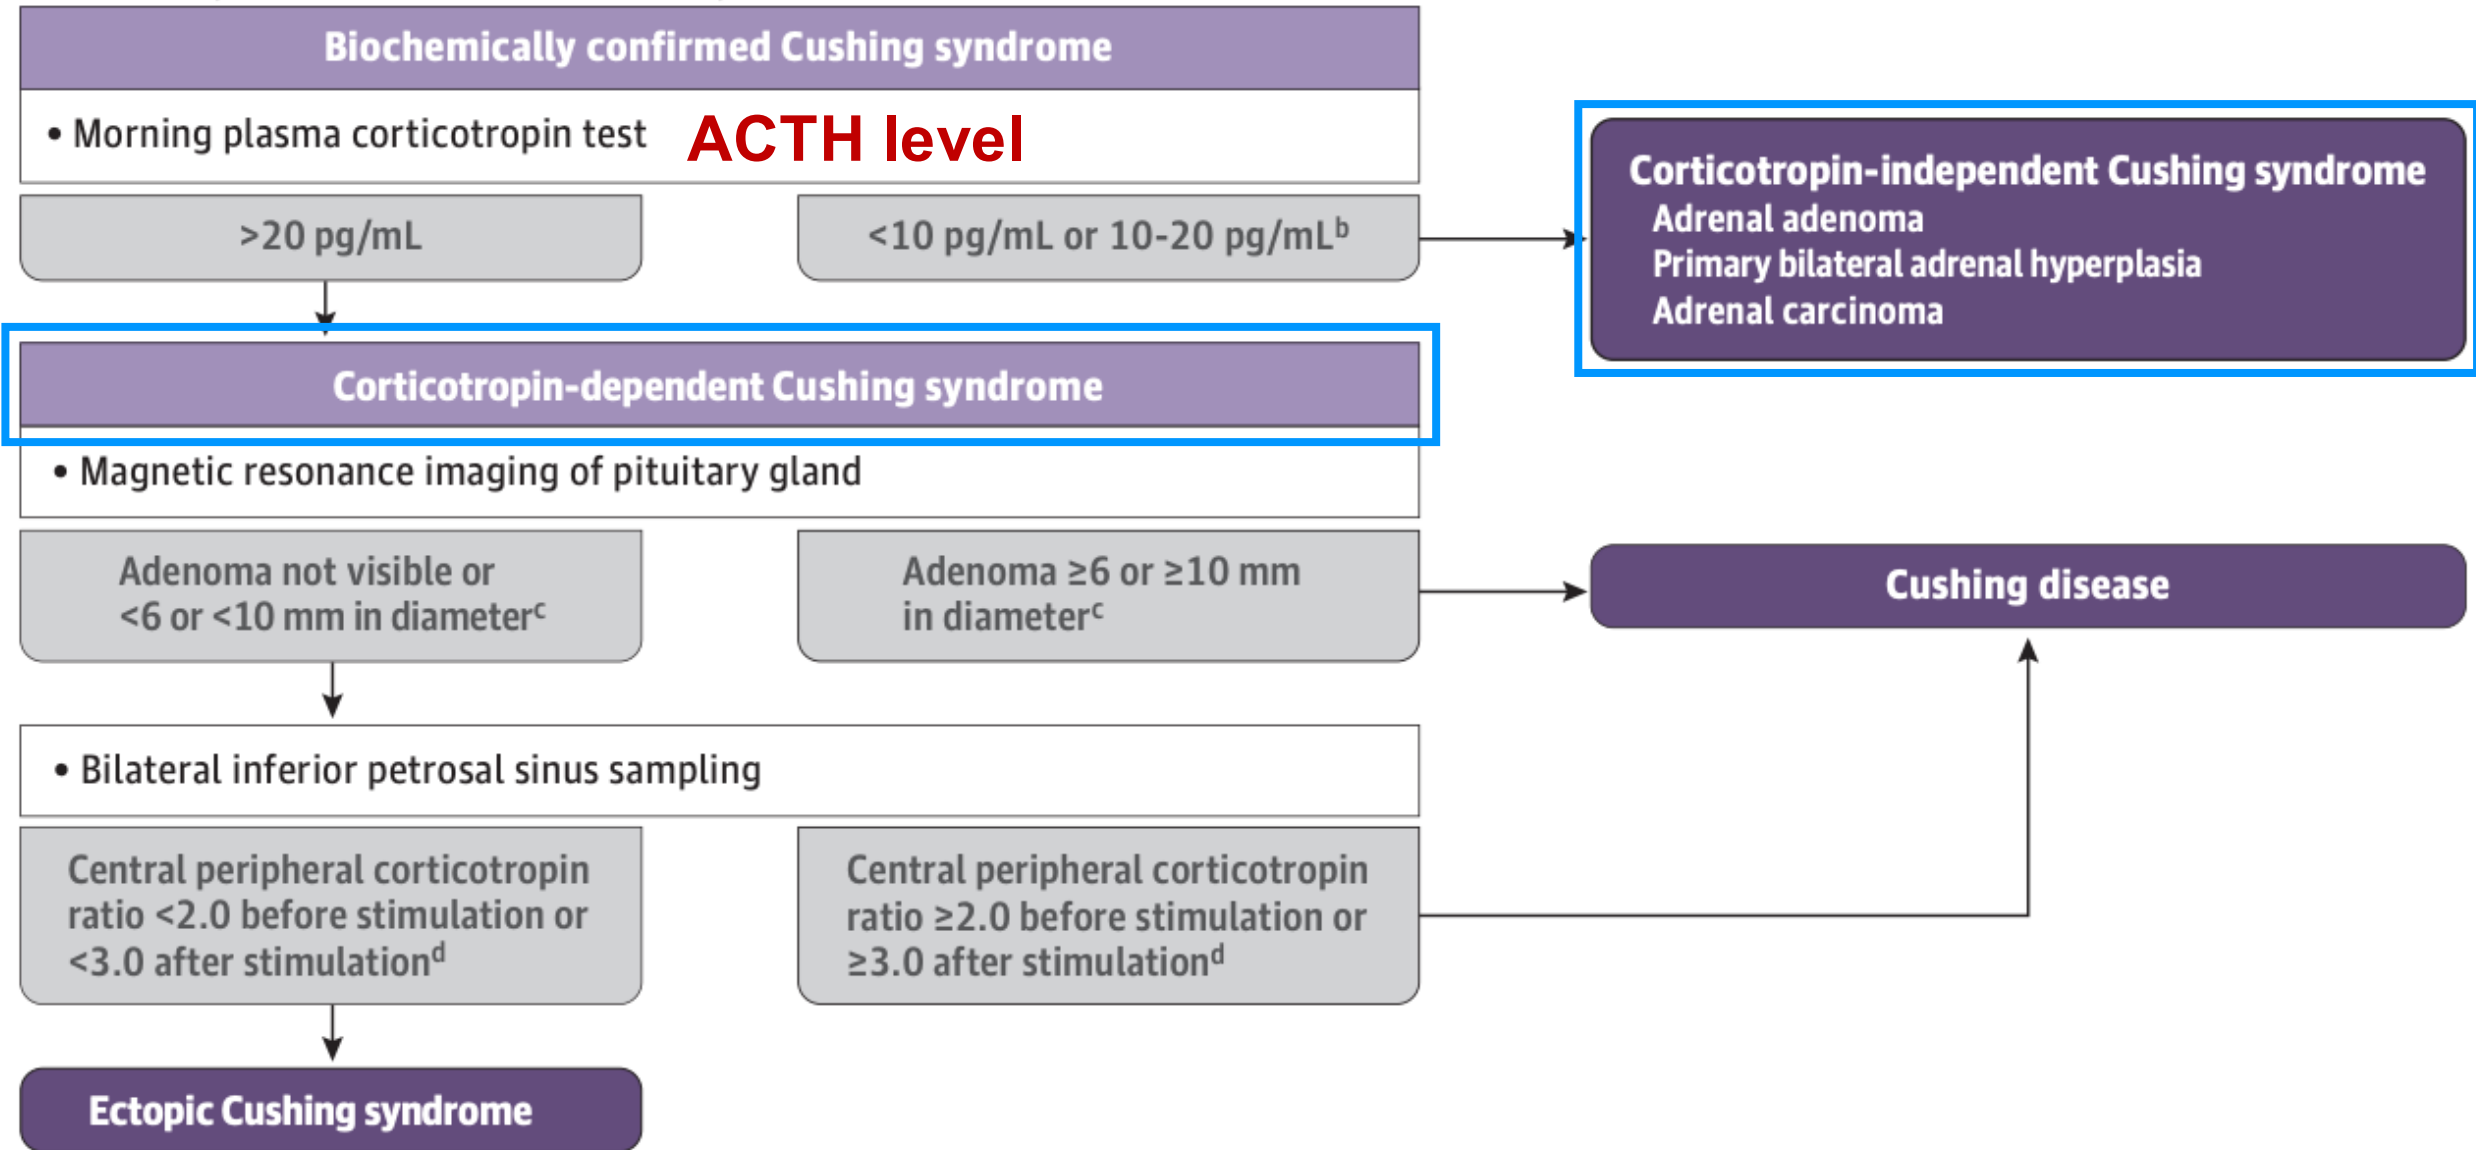 Biochemically confirmed Cushing syndrome
• Morning plasma corticotropin test ACTH level
>20 pg/mL
<10 pg/mL or 10-20 pg/mLᵇ
Corticotropin-independent Cushing syndrome
Adrenal adenoma
Primary bilateral adrenal hyperplasia
Adrenal carcinoma
Corticotropin-dependent Cushing syndrome
• Magnetic resonance imaging of pituitary gland
Adenoma not visible or
<6 or <10 mm in diameterᶜ
Adenoma ≥6 or ≥10 mm
in diameterᶜ
Cushing disease
• Bilateral inferior petrosal sinus sampling
Central peripheral corticotropin
ratio <2.0 before stimulation or
<3.0 after stimulationᵈ
Central peripheral corticotropin
ratio ≥2.0 before stimulation or
≥3.0 after stimulationᵈ
Ectopic Cushing syndrome